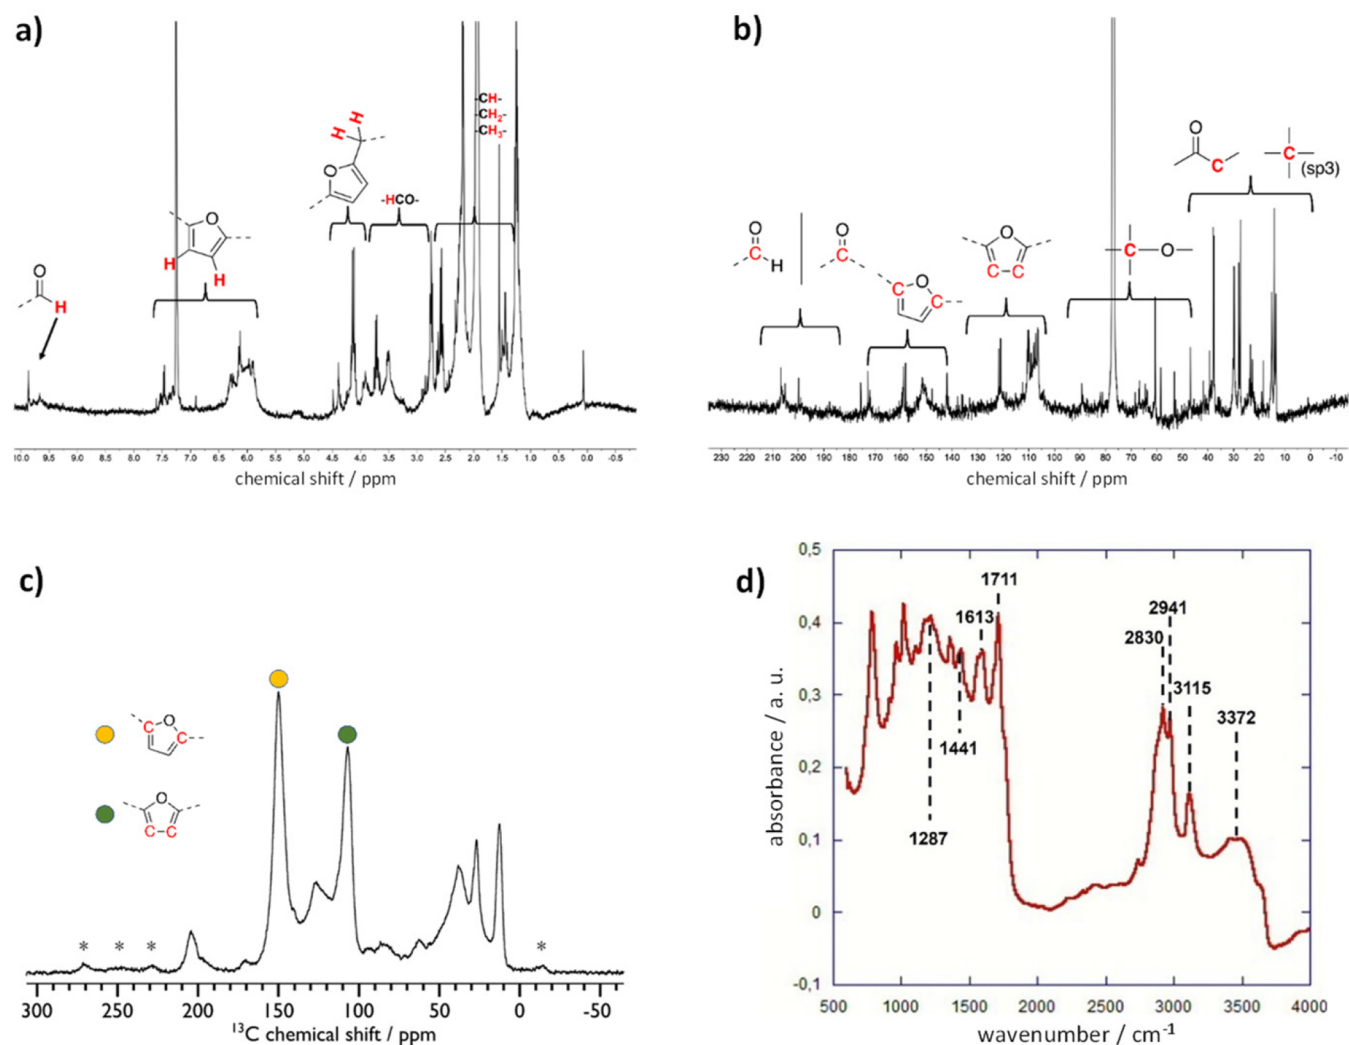 a)
-CH-
-CH2-
-CH3-
H
H
O
-HCO-
O
H
H
O
H
10.0 9.5 9.0 8.5 8.0 7.5 7.0 6.5 6.0 5.5 5.0 4.5 4.0 3.5 3.0 2.5 2.0 1.5 1.0 0.5 0.0 -0.5
chemical shift / ppm
b)
O
C
C
(sp3)
O
C
H
O
C
O
C
C
O
C
C
C
O
230 220 210 200 190 180 170 160 150 140 130 120 110 100 90 80 70 60 50 40 30 20 10 0 -10
chemical shift / ppm
c)
O
C
C
O
C
C
* * * *
300 250 200 150 100 50 0 -50
13C chemical shift / ppm
d)
0,5
0,4
0,3
0,2
0,1
0
-0,1
absorbance / a. u.
1711
1613
2941
2830
3115
3372
1441
1287
500 1000 1500 2000 2500 3000 3500 4000
wavenumber / cm-1